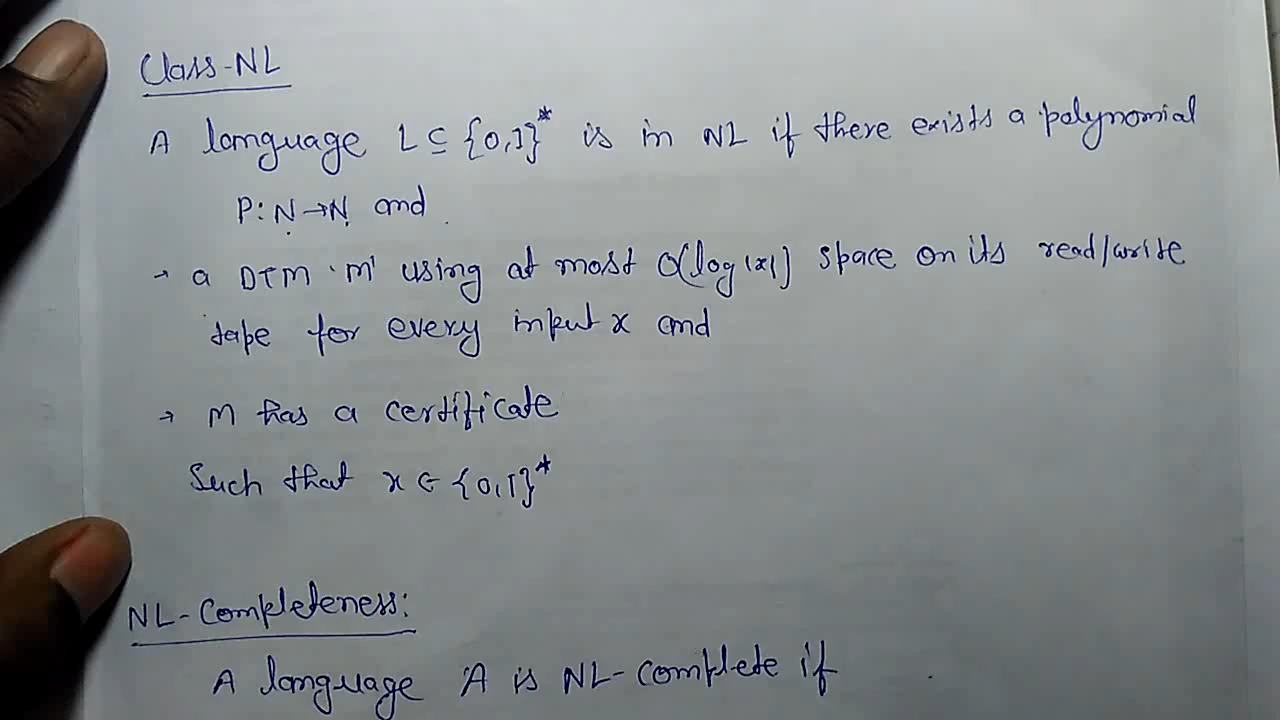 Class-NL
A language L ⊆ {0,1}* is in NL if there exists a polynomial
P: N→N and
→ a DTM 'M' using at most O(log|x|) space on its read/write
tape for every input x and
→ M has a certificate
Such that x ∈ {0,1}*
NL-Completeness:
A language 'A is NL-complete if